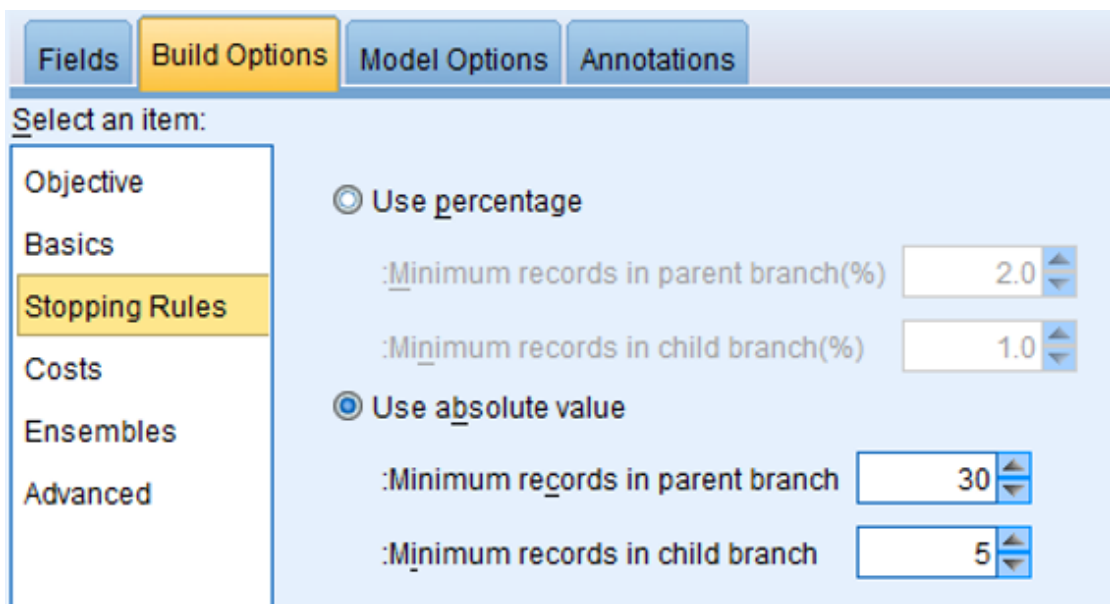 Fields Build Options Model Options Annotations
Select an item:
Objective
Basics
Stopping Rules
Costs
Ensembles
Advanced
Use percentage
:Minimum records in parent branch(%) 2.0
:Minimum records in child branch(%) 1.0
Use absolute value
:Minimum records in parent branch 30
:Minimum records in child branch 5